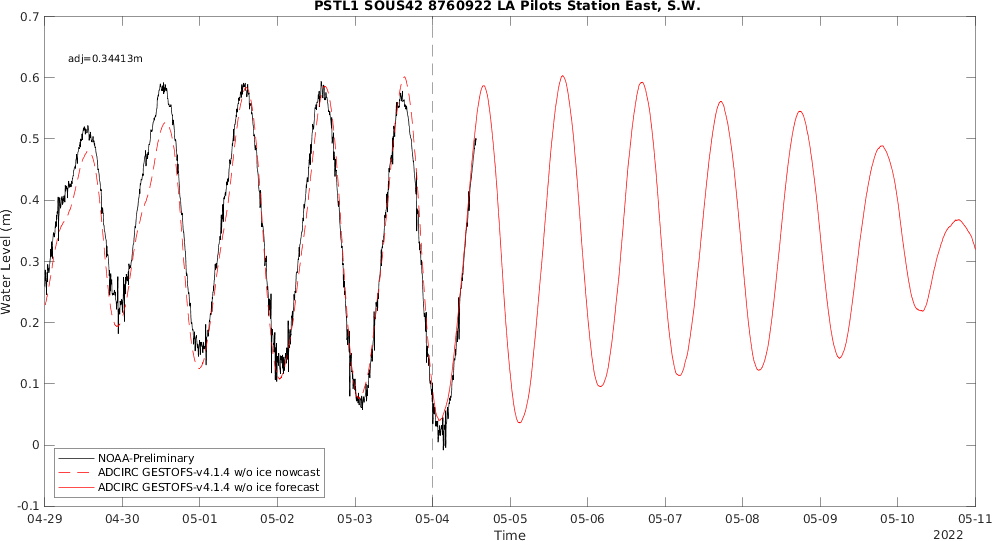 PSTL1 SOUS42 8760922 LA Pilots Station East, S.W.
adj=0.34413m
0.7
0.6
0.5
0.4
0.3
0.2
0.1
0
-0.1
Water Level (m)
NOAA-Preliminary
ADCIRC GESTOFS-v4.1.4 w/o ice nowcast
ADCIRC GESTOFS-v4.1.4 w/o ice forecast
04-29 04-30 05-01 05-02 05-03 05-04 05-05 05-06 05-07 05-08 05-09 05-10 05-11
Time
2022